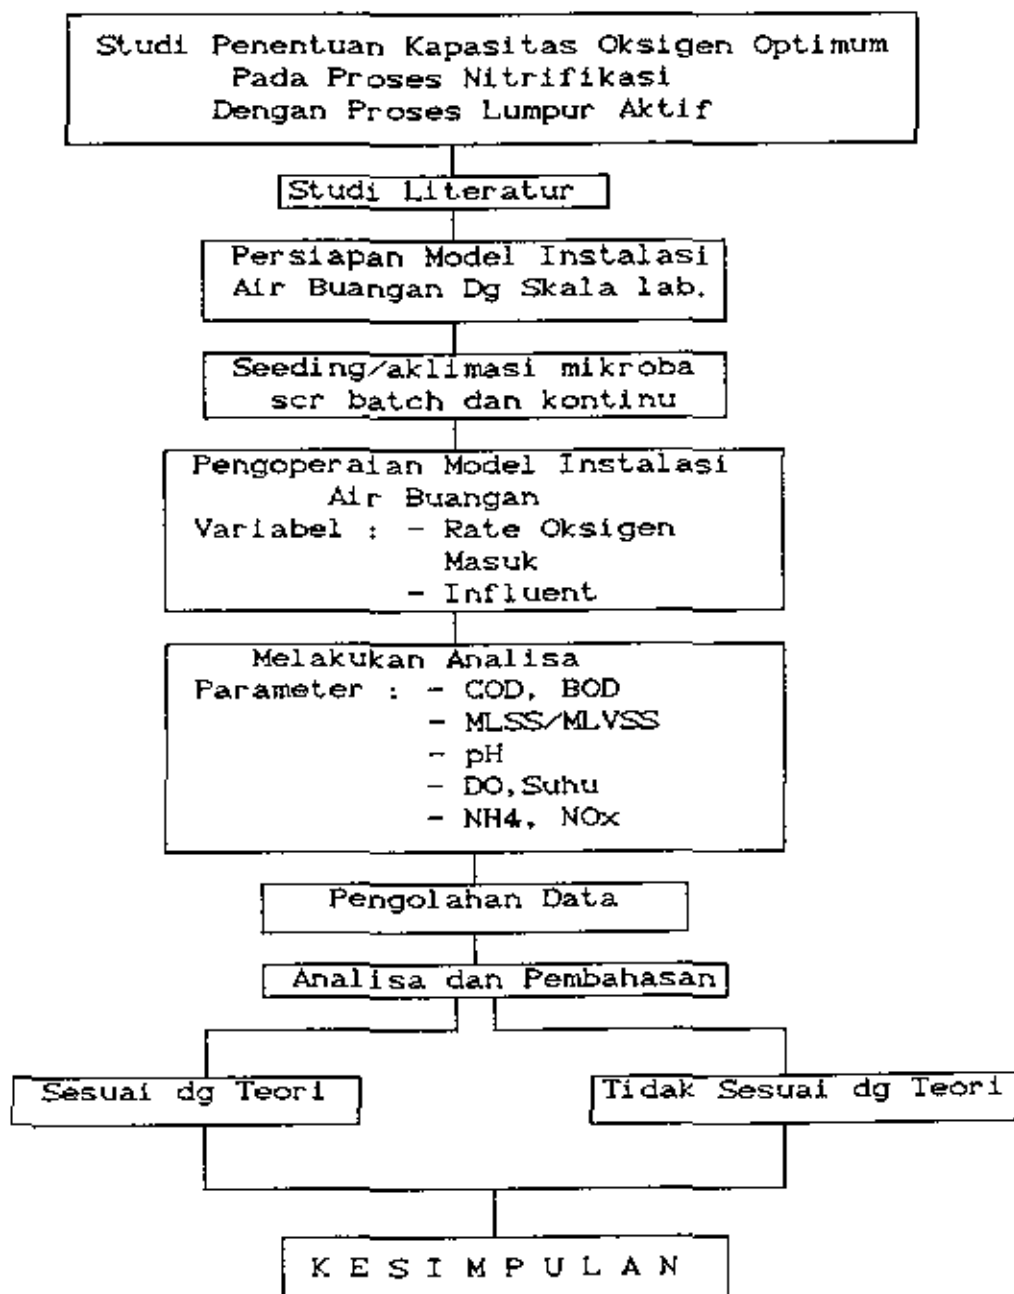 Studi Penentuan Kapasitas Oksigen Optimum
Pada Proses Nitrifikasi
Dengan Proses Lumpur Aktif
Studi Literatur
Persiapan Model Instalasi
Air Buangan Dg Skala lab.
Seeding/aklimasi mikroba
scr batch dan kontinu
Pengoperaian Model Instalasi
Air Buangan
Variabel : - Rate Oksigen
Masuk
- Influent
Melakukan Analisa
Parameter : - COD, BOD
- MLSS/MLVSS
- pH
- DO,Suhu
- NH4, NOx
Pengolahan Data
Analisa dan Pembahasan
Sesuai dg Teori
Tidak Sesuai dg Teori
K E S I M P U L A N